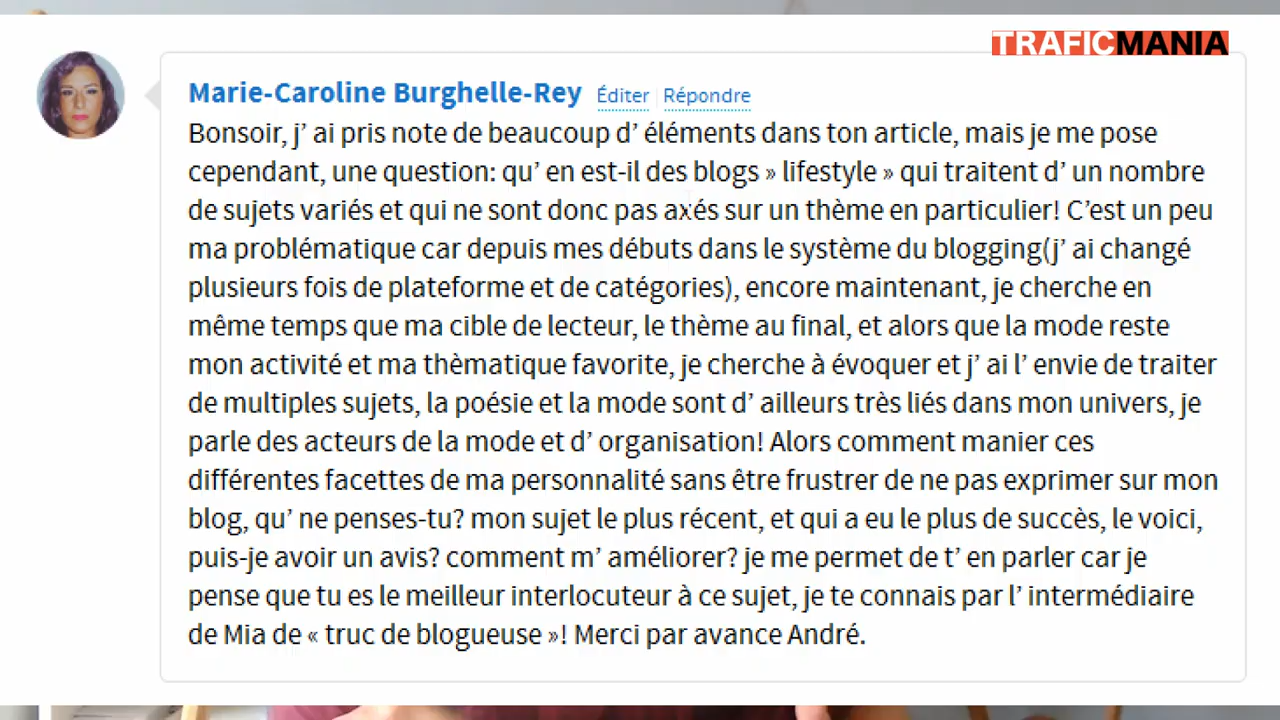 TRAFICMANIA
Marie-Caroline Burghelle-Rey Éditer Répondre
Bonsoir, j’ ai pris note de beaucoup d’ éléments dans ton article, mais je me pose
cependant, une question: qu’ en est-il des blogs » lifestyle » qui traitent d’ un nombre
de sujets variés et qui ne sont donc pas axés sur un thème en particulier! C’est un peu
ma problématique car depuis mes débuts dans le système du blogging(j’ ai changé
plusieurs fois de plateforme et de catégories), encore maintenant, je cherche en
même temps que ma cible de lecteur, le thème au final, et alors que la mode reste
mon activité et ma thèmatique favorite, je cherche à évoquer et j’ ai l’ envie de traiter
de multiples sujets, la poésie et la mode sont d’ ailleurs très liés dans mon univers, je
parle des acteurs de la mode et d’ organisation! Alors comment manier ces
différentes facettes de ma personnalité sans être frustrer de ne pas exprimer sur mon
blog, qu’ ne penses-tu? mon sujet le plus récent, et qui a eu le plus de succès, le voici,
puis-je avoir un avis? comment m’ améliorer? je me permet de t’ en parler car je
pense que tu es le meilleur interlocuteur à ce sujet, je te connais par l’ intermédiaire
de Mia de « truc de blogueuse »! Merci par avance André.